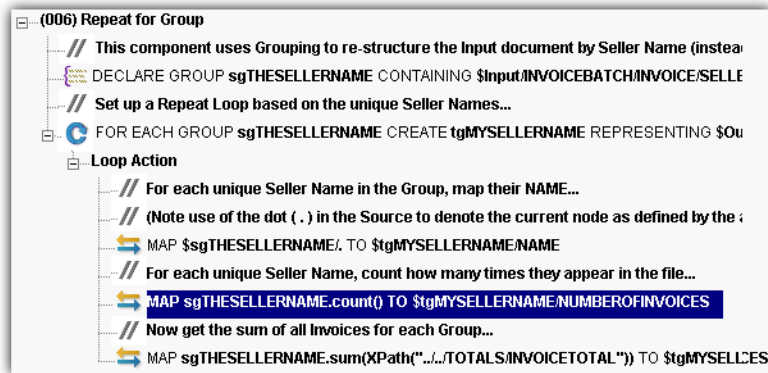 (006) Repeat for Group
// This component uses Grouping to re-structure the Input document by Seller Name (instea
DECLARE GROUP sgTHESELLERNAME CONTAINING $Input/INVOICEBATCH/INVOICE/SELLE
// Set up a Repeat Loop based on the unique Seller Names...
FOR EACH GROUP sgTHESELLERNAME CREATE tgMYSELLERNAME REPRESENTING $Ou
Loop Action
// For each unique Seller Name in the Group, map their NAME...
// (Note use of the dot ( . ) in the Source to denote the current node as defined by the
MAP $sgTHESELLERNAME/. TO $tgMYSELLERNAME/NAME
// For each unique Seller Name, count how many times they appear in the file...
MAP sgTHESELLERNAME.count() TO $tgMYSELLERNAME/NUMBEROFINVOICES
// Now get the sum of all Invoices for each Group...
MAP sgTHESELLERNAME.sum(XPath("../../TOTALS/INVOICETOTAL")) TO $tgMYSELL